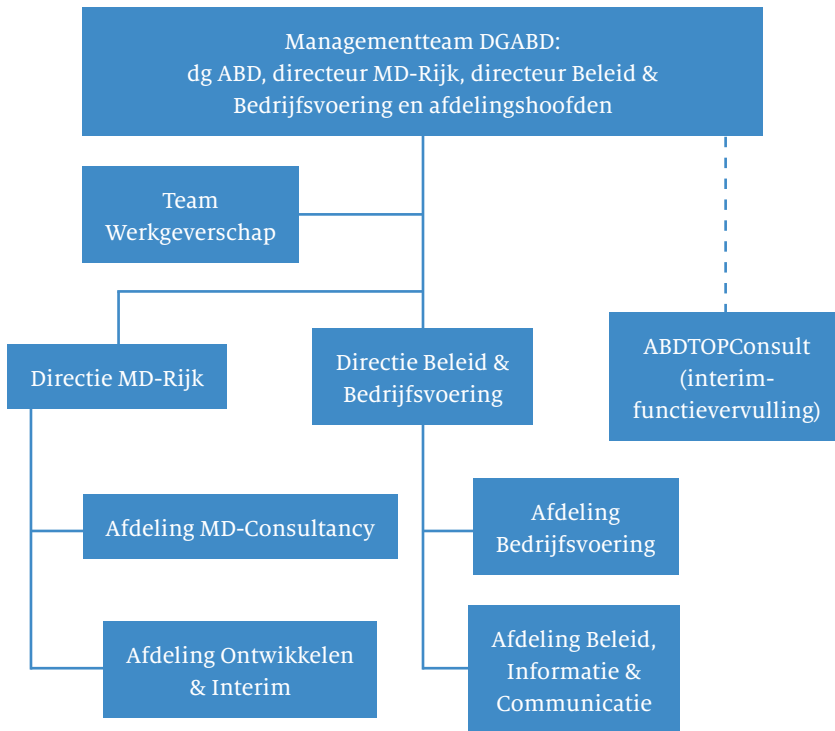 Managementteam DGABD:
dg ABD, directeur MD-Rijk, directeur Beleid &
Bedrijfsvoering en afdelingshoofden
Team
Werkgeverschap
Directie MD-Rijk
Directie Beleid &
Bedrijfsvoering
ABDTOPConsult
(interim-
functievervulling)
Afdeling MD-Consultancy
Afdeling
Bedrijfsvoering
Afdeling Ontwikkelen
& Interim
Afdeling Beleid,
Informatie &
Communicatie